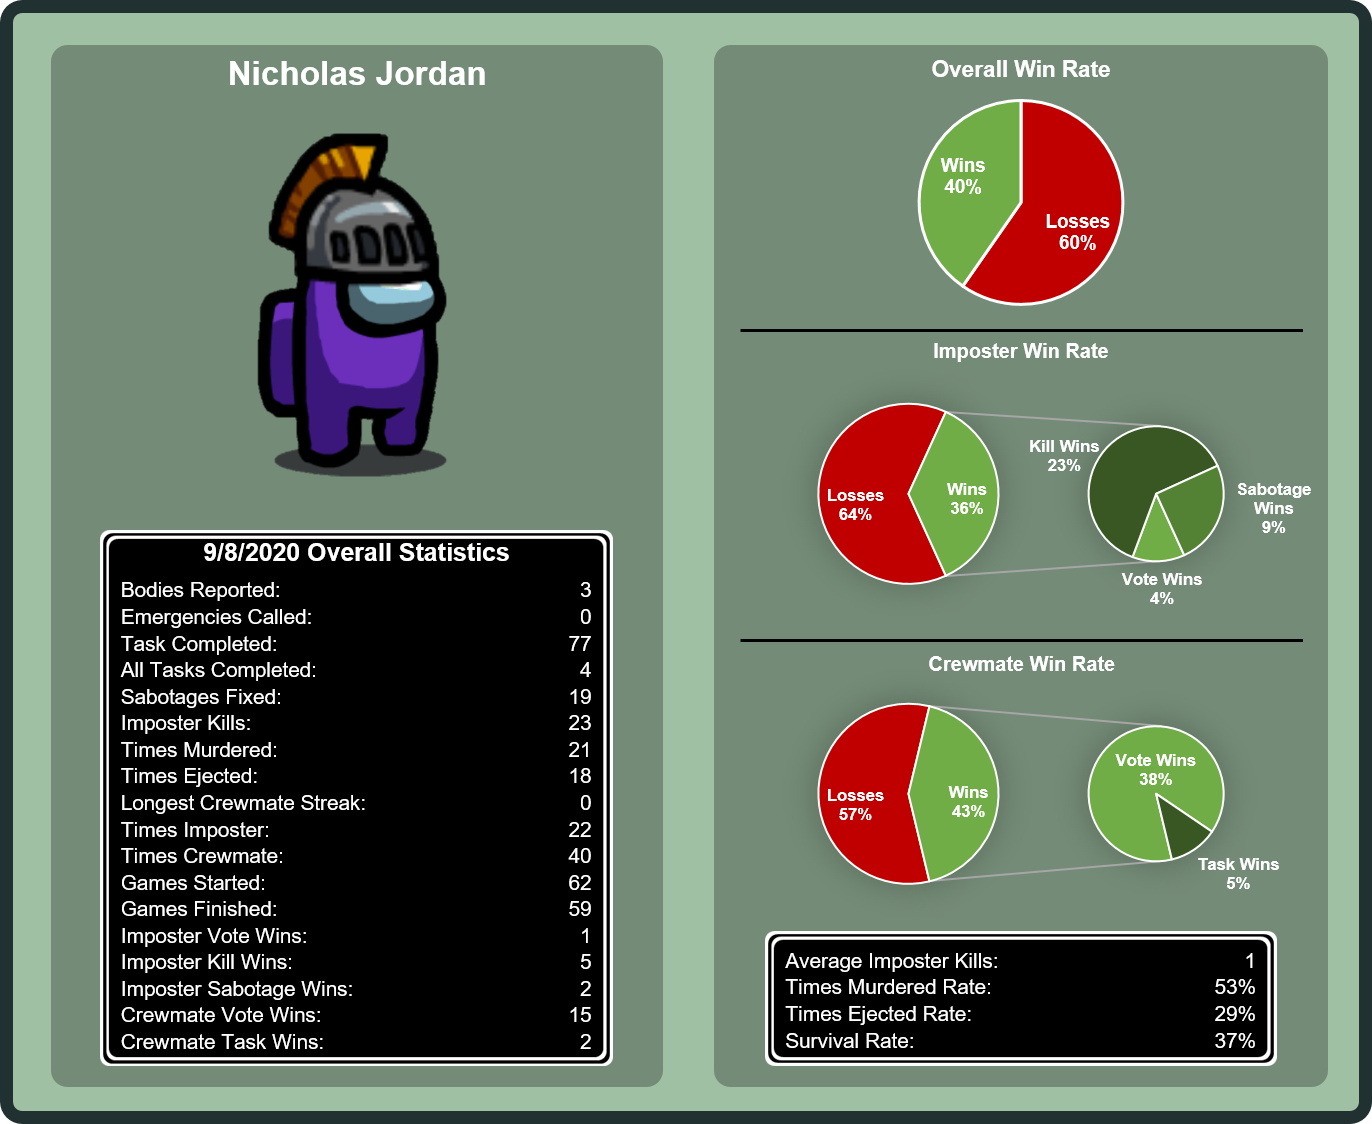 Nicholas Jordan
9/8/2020 Overall Statistics
Bodies Reported: 3
Emergencies Called: 0
Task Completed: 77
All Tasks Completed: 4
Sabotages Fixed: 19
Imposter Kills: 23
Times Murdered: 21
Times Ejected: 18
Longest Crewmate Streak: 0
Times Imposter: 22
Times Crewmate: 40
Games Started: 62
Games Finished: 59
Imposter Vote Wins: 1
Imposter Kill Wins: 5
Imposter Sabotage Wins: 2
Crewmate Vote Wins: 15
Crewmate Task Wins: 2
Overall Win Rate
Wins
40%
Losses
60%
Imposter Win Rate
Losses
64%
Wins
36%
Kill Wins
23%
Sabotage
Wins
9%
Vote Wins
4%
Crewmate Win Rate
Losses
57%
Wins
43%
Vote Wins
38%
Task Wins
5%
Average Imposter Kills: 1
Times Murdered Rate: 53%
Times Ejected Rate: 29%
Survival Rate: 37%